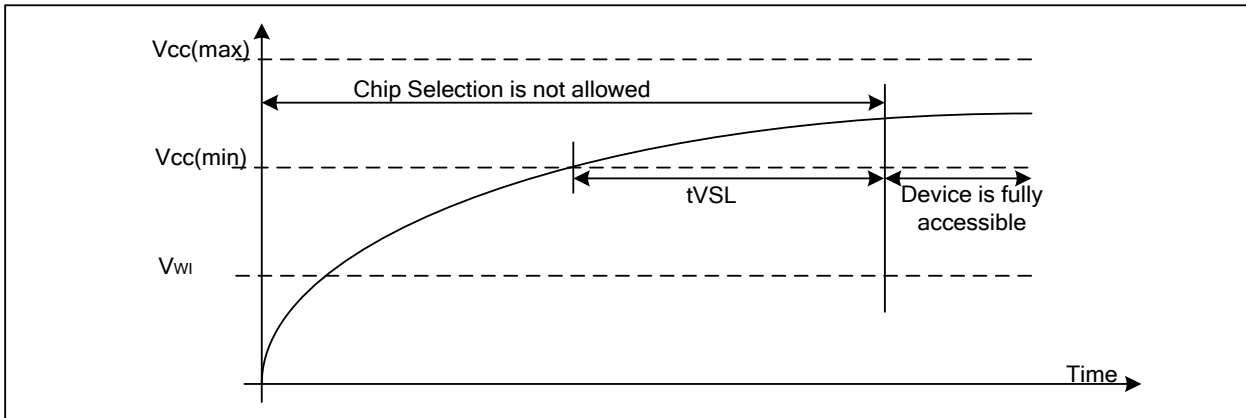 Vcc(max)
Chip Selection is not allowed
Vcc(min)
tVSL
Device is fully
accessible
VWI
Time